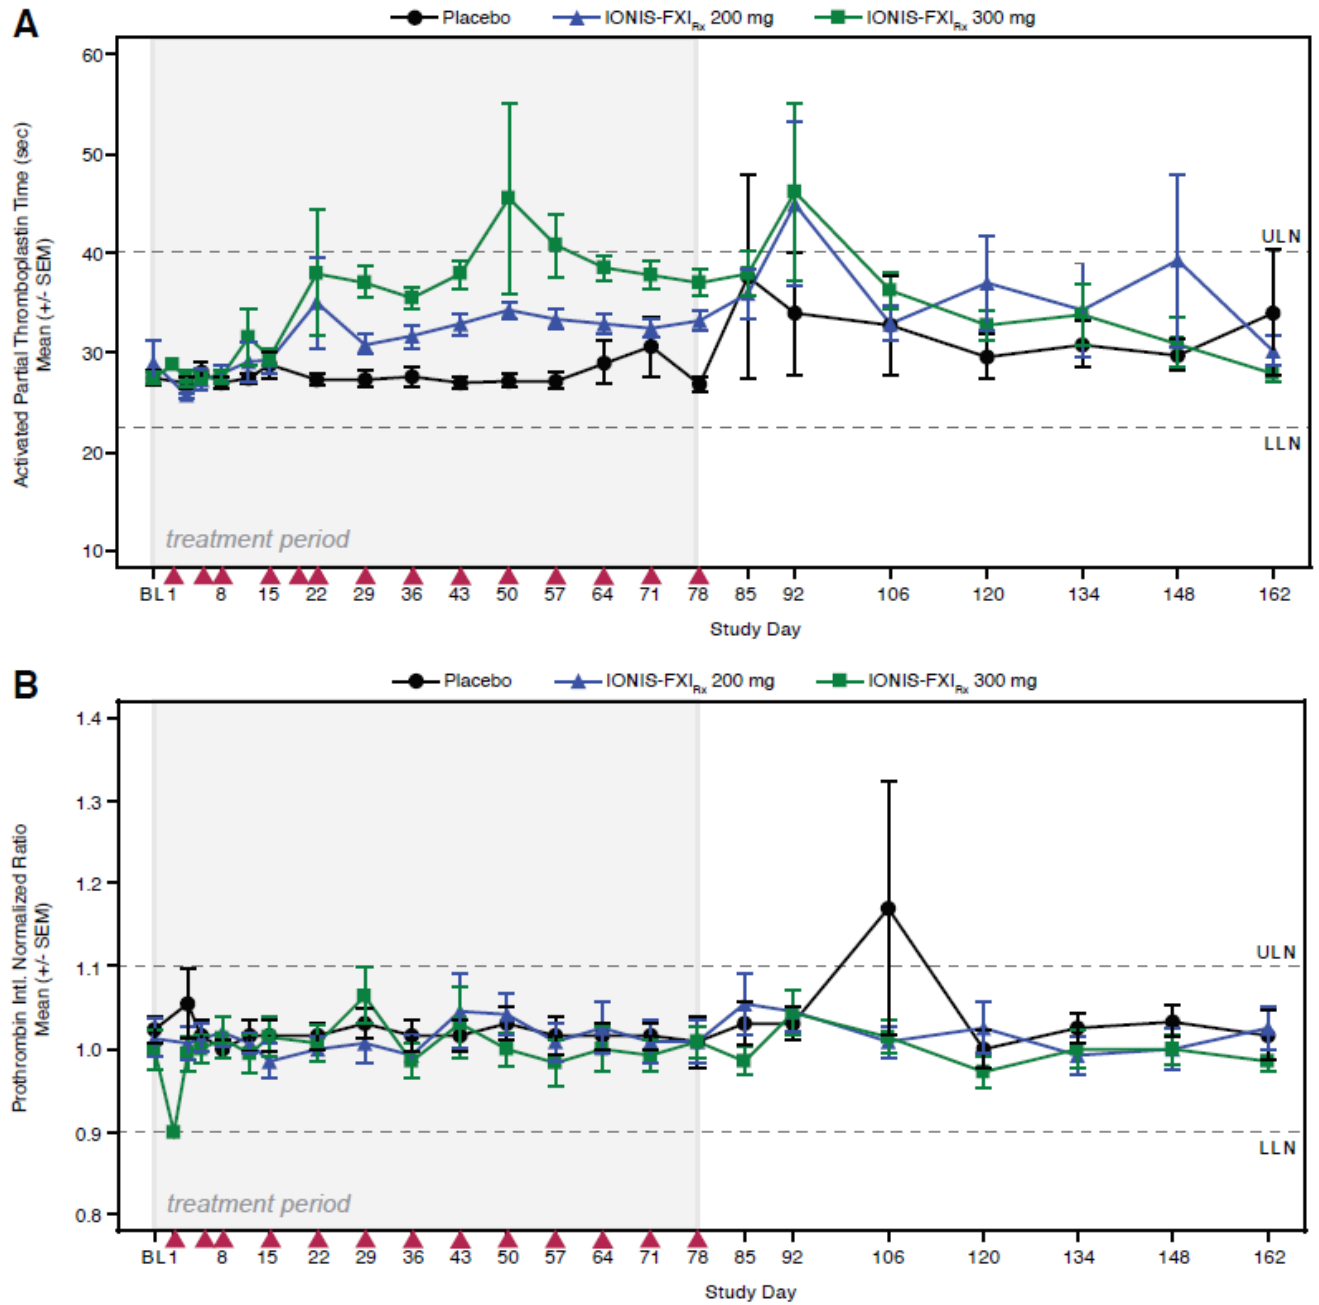 A
Placebo IONIS-FXIRx 200 mg IONIS-FXIRx 300 mg
Activated Partial Thromboplastin Time (sec)
Mean (+/- SEM)
60
50
40
30
20
10
ULN
LLN
treatment period
BL 1 8 15 22 29 36 43 50 57 64 71 78 85 92 106 120 134 148 162
Study Day
B
Placebo IONIS-FXIRx 200 mg IONIS-FXIRx 300 mg
Prothrombin Intl. Normalized Ratio
Mean (+/- SEM)
1.4
1.3
1.2
1.1
1.0
0.9
0.8
ULN
LLN
treatment period
BL 1 8 15 22 29 36 43 50 57 64 71 78 85 92 106 120 134 148 162
Study Day